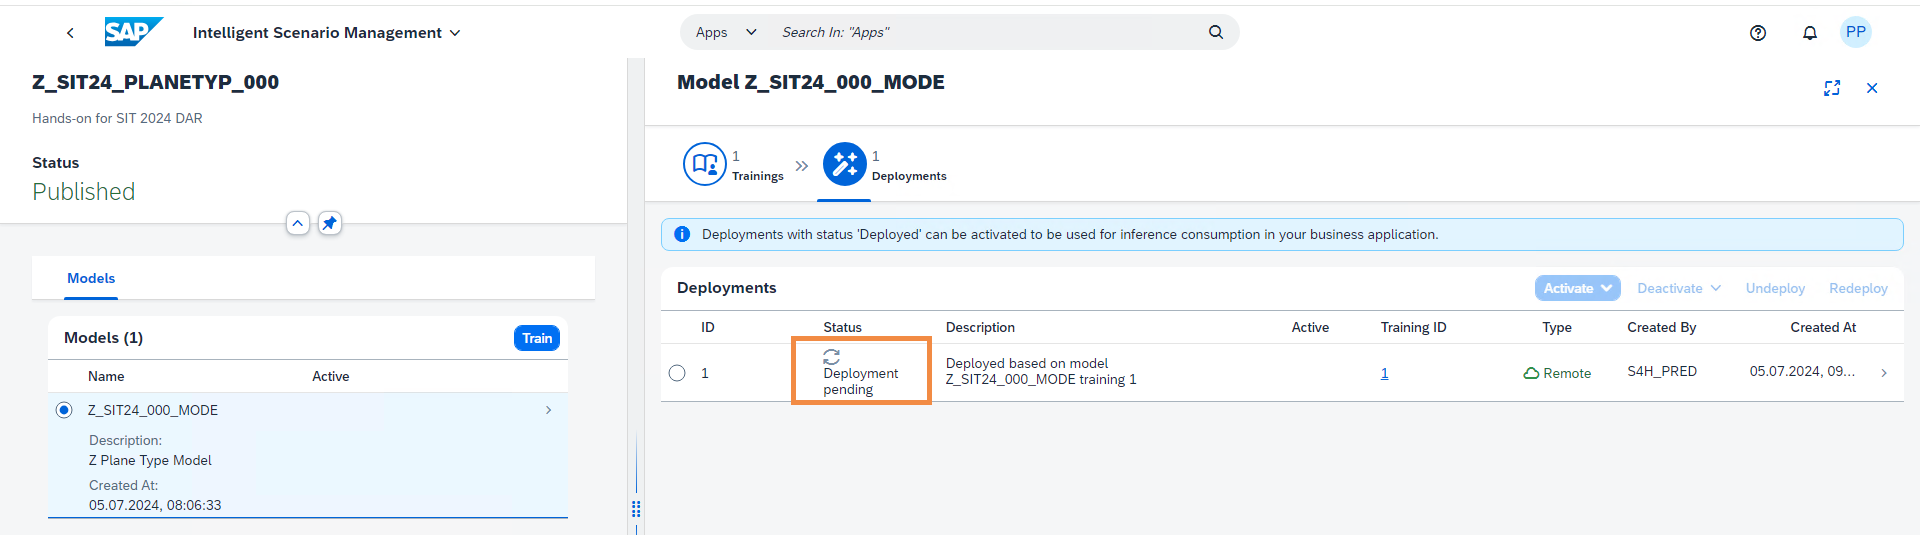 SAP
Intelligent Scenario Management
Apps
Search In: "Apps"
PP
Z_SIT24_PLANETYP_000
Hands-on for SIT 2024 DAR
Status
Published
Models
Models (1)
Train
Name Active
Z_SIT24_000_MODE
Description:
Z Plane Type Model
Created At:
05.07.2024, 08:06:33
Model Z_SIT24_000_MODE
1
Trainings
1
Deployments
Deployments with status 'Deployed' can be activated to be used for inference consumption in your business application.
Deployments
Activate Deactivate Undeploy Redeploy
ID Status Description Active Training ID Type Created By Created At
1
Deployment
pending
Deployed based on model
Z_SIT24_000_MODE training 1
1
Remote
S4H_PRED
05.07.2024, 09...